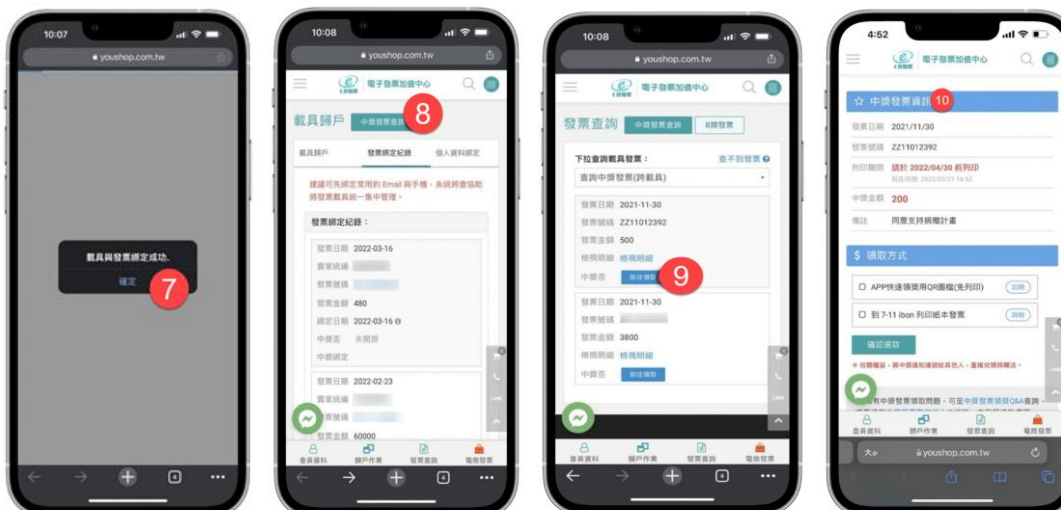 10:07
youshop.com.tw
載具與發票綁定成功.
確定
7
10:08
youshop.com.tw
電子發票加值中心
載具歸戶
中獎發票查詢
8
載具歸戶
發票綁定紀錄
個人資料綁定
建議可先綁定常用的 Email 與手機,系統將會協助
將發票載具統一集中管理。
發票綁定紀錄:
發票日期 2022-03-16
買家統編
發票號碼
發票金額 480
綁定日期 2022-03-16
中獎否 未開獎
中獎綁定
發票日期 2022-02-23
買家統編
發票號碼
發票金額 60000
會員資料
歸戶作業
發票查詢
電商發票
4
10:08
youshop.com.tw
電子發票加值中心
發票查詢
中獎發票查詢
B類發票
下拉查詢載具發票:
查不到發票
查詢中獎發票(跨載具)
發票日期 2021-11-30
發票號碼 ZZ11012392
發票金額 500
檢視明細 檢視明細
中獎否 前往領取
9
發票日期 2021-11-30
發票號碼
發票金額 3800
檢視明細 檢視明細
中獎否 前往領取
LINE
會員資料
歸戶作業
發票查詢
電商發票
4
4:52
電子發票加值中心
中獎發票資訊
10
發票日期 2021/11/30
發票號碼 ZZ11012392
列印期間 請於 2022/04/30 前列印
中獎金額 200
備註 同意支持捐贈計畫
$ 領取方式
APP快速領獎用QR圖檔(免列印)
說明
到 7-11 ibon 列印紙本發票
說明
確認選取
LINE
會員資料
歸戶作業
發票查詢
電商發票
大小
youshop.com.tw